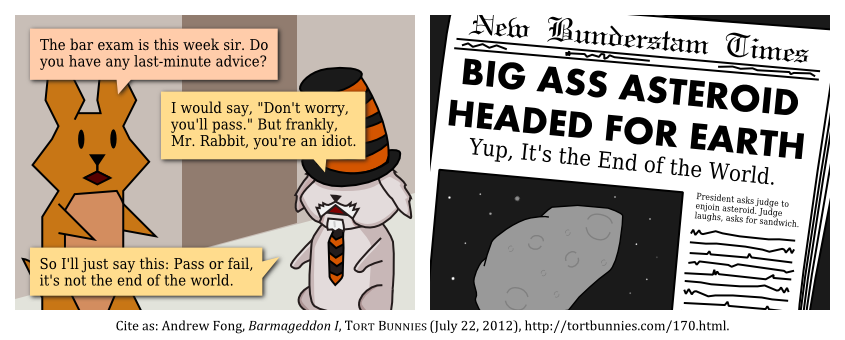 The bar exam is this week sir. Do
you have any last-minute advice?
I would say, "Don't worry,
you'll pass." But frankly,
Mr. Rabbit, you're an idiot.
So I'll just say this: Pass or fail,
it's not the end of the world.
New Bunderstam Times
BIG ASS ASTEROID
HEADED FOR EARTH
Yup, It's the End of the World.
President asks judge to
enjoin asteroid. Judge
laughs, asks for sandwich.
Cite as: Andrew Fong, Barmageddon I, TORT BUNNIES (July 22, 2012), http://tortbunnies.com/170.html.